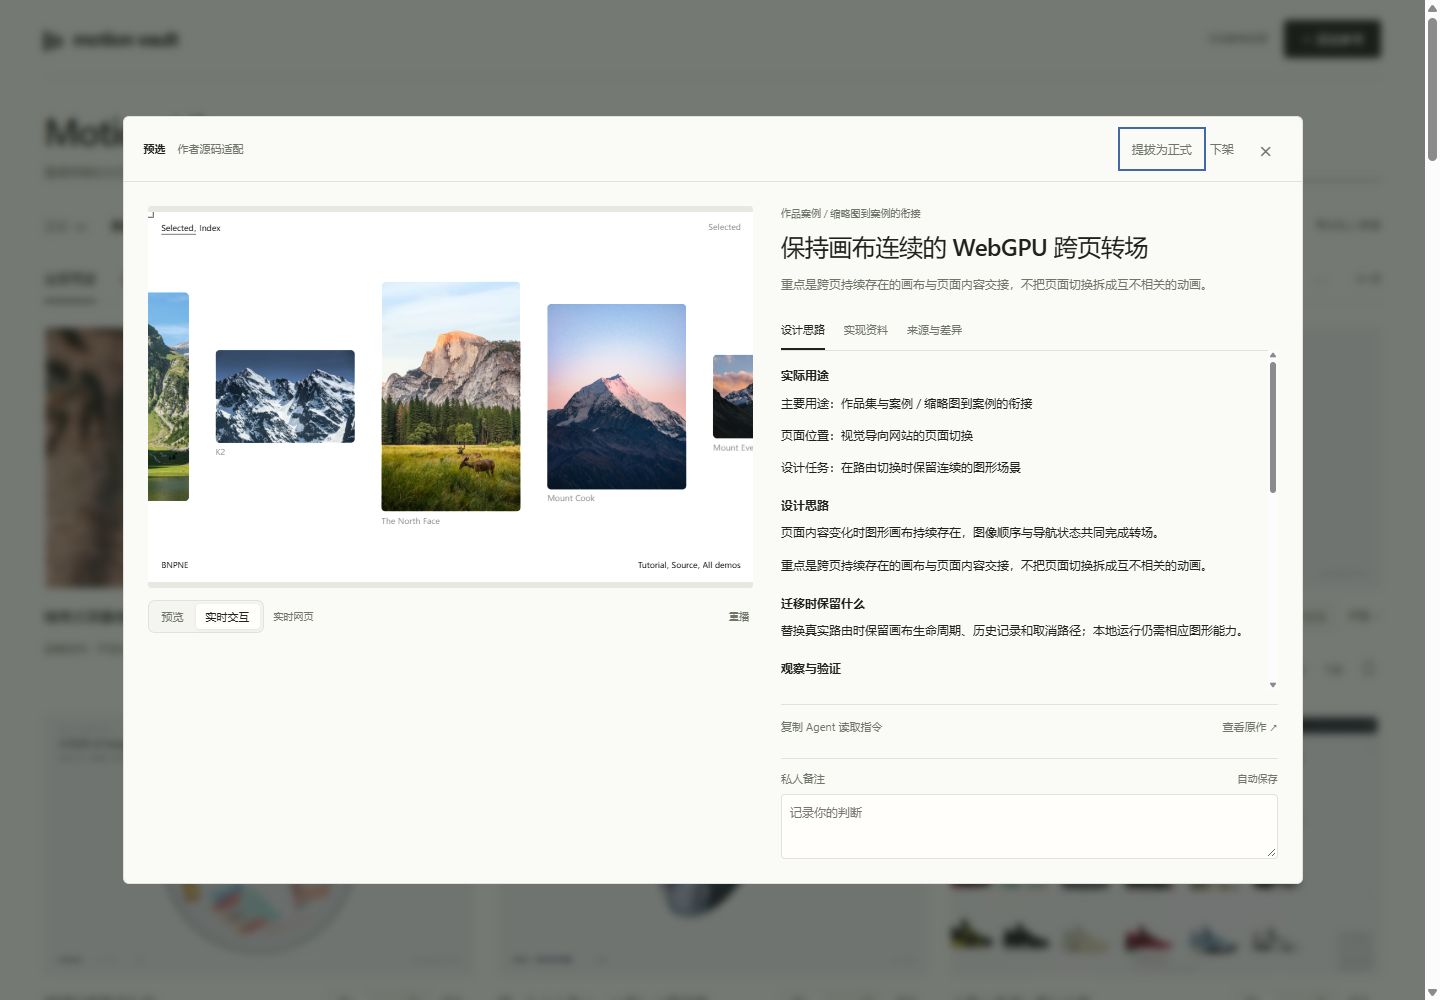 motion vault
预选 作者源码适配
提拔为正式 下架 ×
Selected, Index
Selected
K2
The North Face
Mount Cook
Mount Eve
BNPNE
Tutorial, Source, All demos
预览 实时交互 实时网页
重播
作品案例 / 缩略图到案例的衔接
保持画布连续的 WebGPU 跨页转场
重点是跨页持续存在的画布与页面内容交接，不把页面切换拆成互不相关的动画。
设计思路 实现资料 来源与差异
实际用途
主要用途：作品集与案例 / 缩略图到案例的衔接
页面位置：视觉导向网站的页面切换
设计任务：在路由切换时保留连续的图形场景
设计思路
页面内容变化时图形画布持续存在，图像顺序与导航状态共同完成转场。
重点是跨页持续存在的画布与页面内容交接，不把页面切换拆成互不相关的动画。
迁移时保留什么
替换真实路由时保留画布生命周期、历史记录和取消路径；本地运行仍需相应图形能力。
观察与验证
复制 Agent 读取指令
查看原作 ↗
私人备注
自动保存
记录你的判断